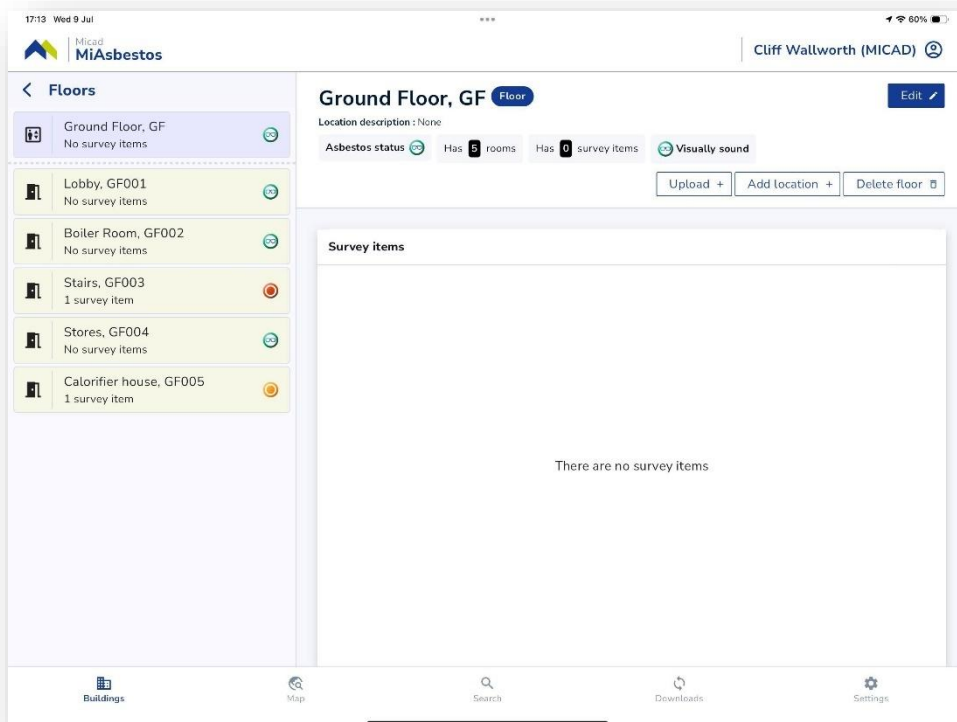 17:13 Wed 9 Jul
60%
Micad
MiAsbestos
Cliff Wallworth (MICAD)
Floors
Ground Floor, GF
No survey items
Lobby, GF001
No survey items
Boiler Room, GF002
No survey items
Stairs, GF003
1 survey item
Stores, GF004
No survey items
Calorifier house, GF005
1 survey item
Ground Floor, GF Floor
Edit
Location description : None
Asbestos status Has 5 rooms Has 0 survey items Visually sound
Upload + Add location + Delete floor
Survey items
There are no survey items
Buildings Map Search Downloads Settings